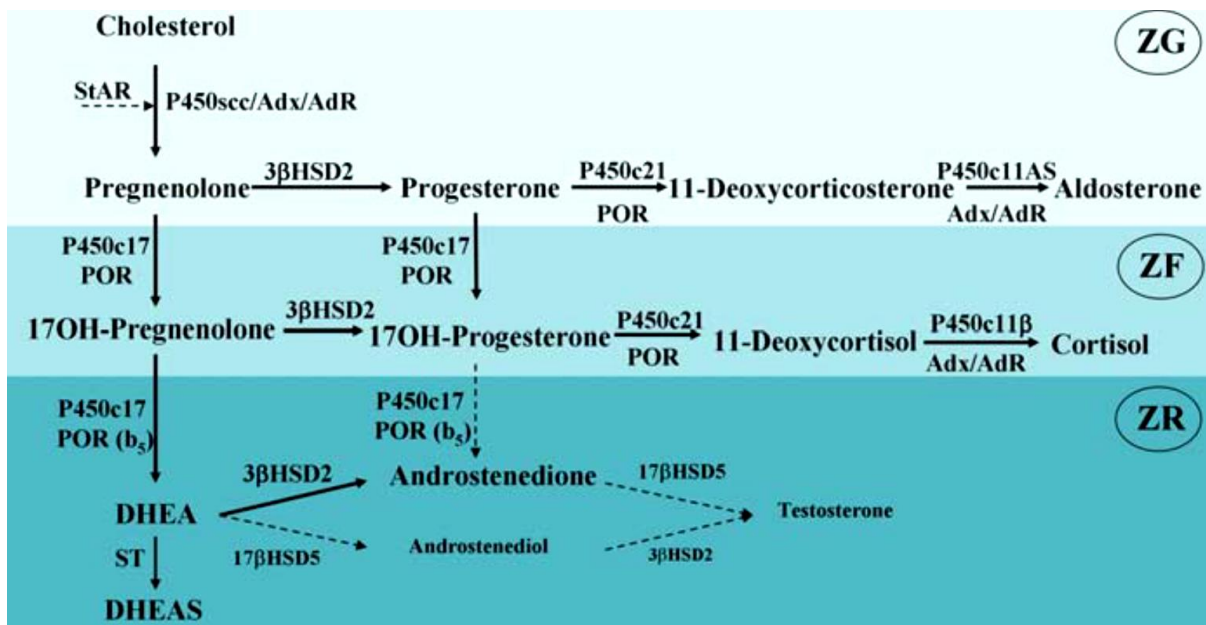 Cholesterol
ZG
StAR
P450scc/Adx/AdR
3βHSD2
P450c21
P450c11AS
Pregnenolone
Progesterone
11-Deoxycorticosterone
Aldosterone
POR
Adx/AdR
P450c17
POR
P450c17
POR
ZF
3βHSD2
P450c21
P450c11β
17OH-Pregnenolone
17OH-Progesterone
11-Deoxycortisol
Cortisol
POR
Adx/AdR
P450c17
POR (b₅)
P450c17
POR (b₅)
ZR
3βHSD2
Androstenedione
17βHSD5
DHEA
Testosterone
ST
17βHSD5
Androstenediol
3βHSD2
DHEAS